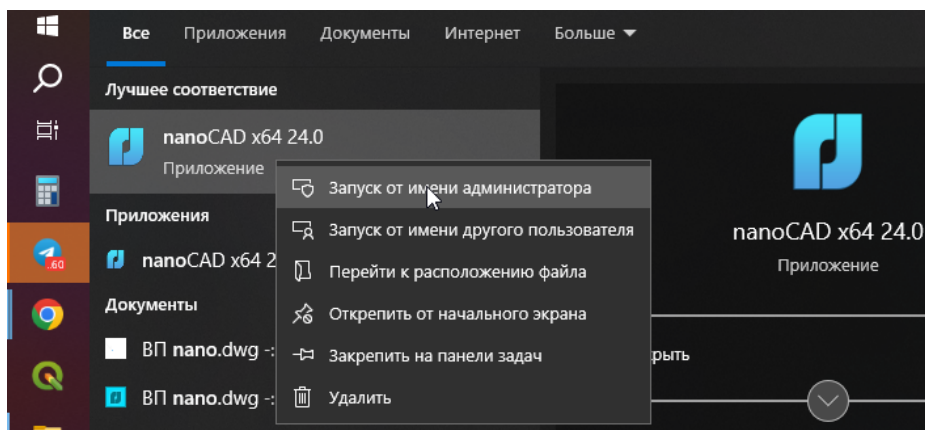 Все Приложения Документы Интернет Больше
Лучшее соответствие
nanoCAD x64 24.0
Приложение
Запуск от имени администратора
Запуск от имени другого пользователя
Перейти к расположению файла
Открепить от начального экрана
Закрепить на панели задач
Удалить
Приложения
nanoCAD x64 2
Документы
ВП nano.dwg -:
ВП nano.dwg -:
nanoCAD x64 24.0
Приложение
рыть
..60